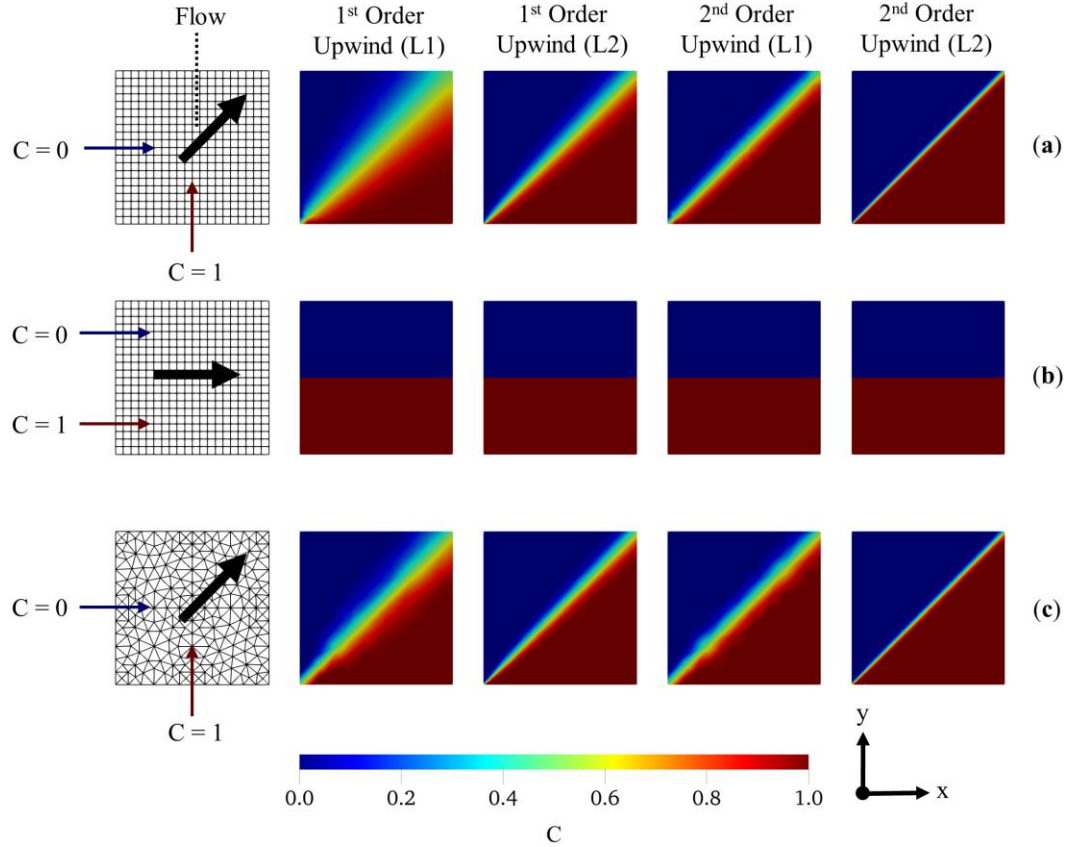 Flow
1st Order
Upwind (L1)
1st Order
Upwind (L2)
2nd Order
Upwind (L1)
2nd Order
Upwind (L2)
C = 0
C = 1
(a)
C = 0
C = 1
(b)
C = 0
C = 1
(c)
y
x
0.0 0.2 0.4 0.6 0.8 1.0
C